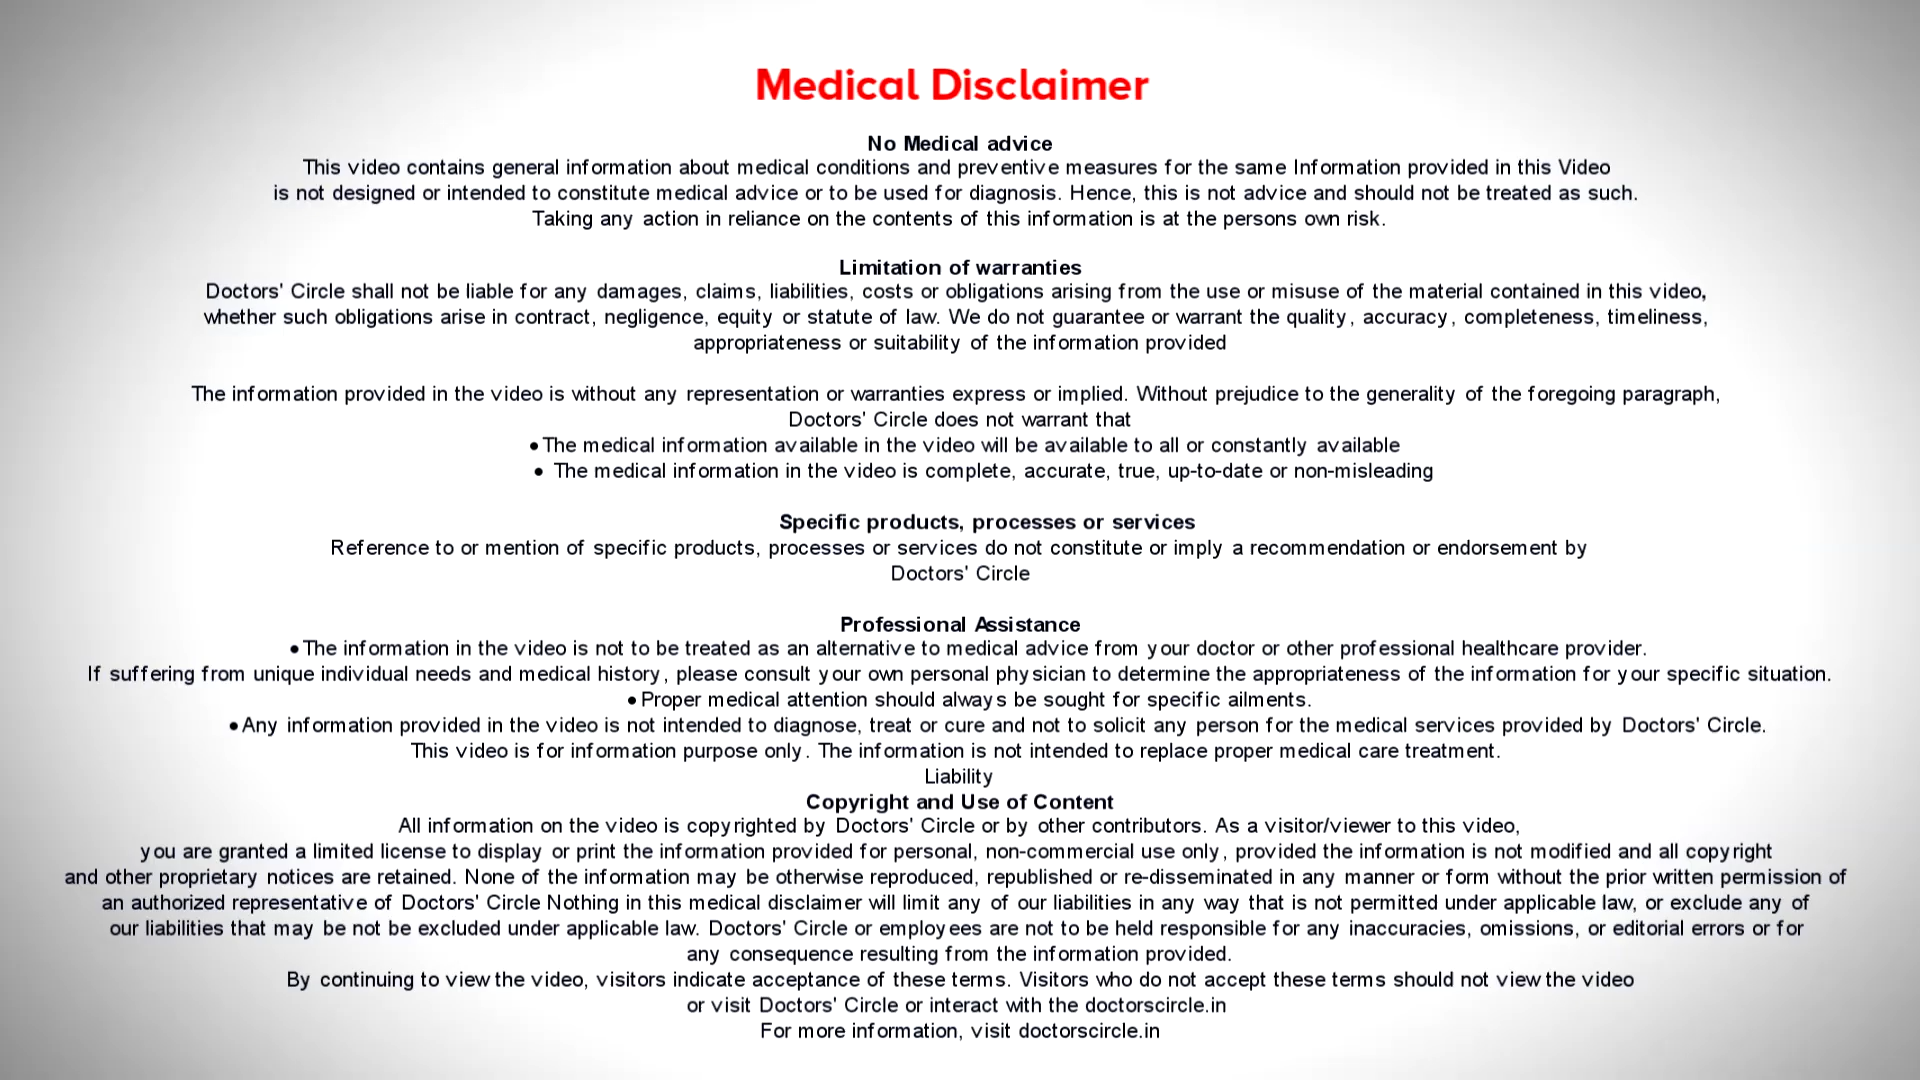 Medical Disclaimer
No Medical advice
This video contains general information about medical conditions and preventive measures for the same Information provided in this Video
is not designed or intended to constitute medical advice or to be used for diagnosis. Hence, this is not advice and should not be treated as such.
Taking any action in reliance on the contents of this information is at the persons own risk.
Limitation of warranties
Doctors' Circle shall not be liable for any damages, claims, liabilities, costs or obligations arising from the use or misuse of the material contained in this video,
whether such obligations arise in contract, negligence, equity or statute of law. We do not guarantee or warrant the quality, accuracy, completeness, timeliness,
appropriateness or suitability of the information provided
The information provided in the video is without any representation or warranties express or implied. Without prejudice to the generality of the foregoing paragraph,
Doctors' Circle does not warrant that
• The medical information available in the video will be available to all or constantly available
• The medical information in the video is complete, accurate, true, up-to-date or non-misleading
Specific products, processes or services
Reference to or mention of specific products, processes or services do not constitute or imply a recommendation or endorsement by
Doctors' Circle
Professional Assistance
• The information in the video is not to be treated as an alternative to medical advice from your doctor or other professional healthcare provider.
If suffering from unique individual needs and medical history, please consult your own personal physician to determine the appropriateness of the information for your specific situation.
• Proper medical attention should always be sought for specific ailments.
• Any information provided in the video is not intended to diagnose, treat or cure and not to solicit any person for the medical services provided by Doctors' Circle.
This video is for information purpose only. The information is not intended to replace proper medical care treatment.
Liability
Copyright and Use of Content
All information on the video is copyrighted by Doctors' Circle or by other contributors. As a visitor/viewer to this video,
you are granted a limited license to display or print the information provided for personal, non-commercial use only, provided the information is not modified and all copyright
and other proprietary notices are retained. None of the information may be otherwise reproduced, republished or re-disseminated in any manner or form without the prior written permission of
an authorized representative of Doctors' Circle Nothing in this medical disclaimer will limit any of our liabilities in any way that is not permitted under applicable law, or exclude any of
our liabilities that may be not be excluded under applicable law. Doctors' Circle or employees are not to be held responsible for any inaccuracies, omissions, or editorial errors or for
any consequence resulting from the information provided.
By continuing to view the video, visitors indicate acceptance of these terms. Visitors who do not accept these terms should not view the video
or visit Doctors' Circle or interact with the doctorscircle.in
For more information, visit doctorscircle.in